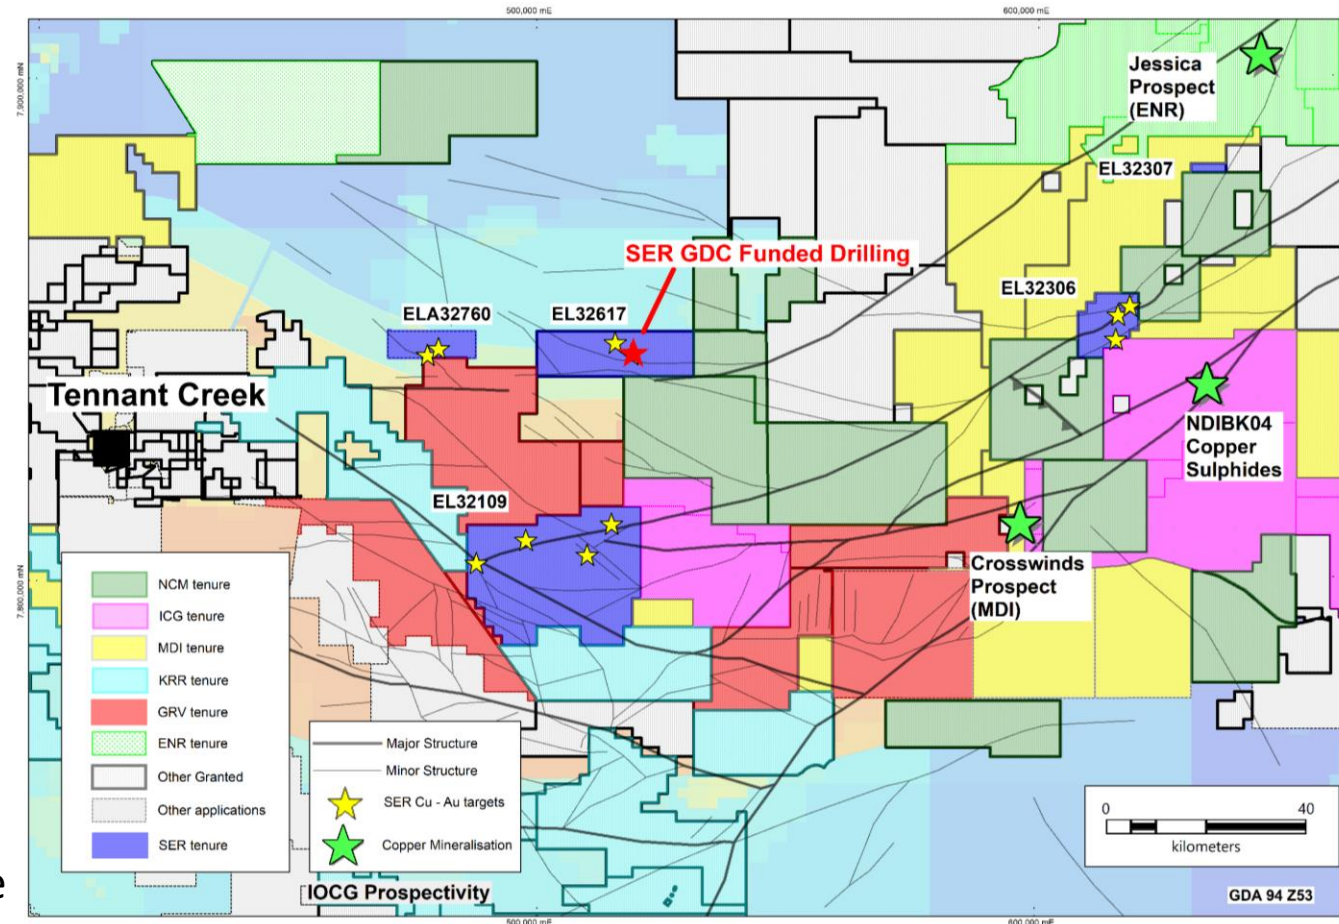 500,000 mE
600,000 mE
7,900,000 mN
Jessica
Prospect
(ENR)
EL32307
SER GDC Funded Drilling
EL32306
ELA32760
EL32617
Tennant Creek
NDIBK04
Copper
Sulphides
EL32109
Crosswinds
Prospect
(MDI)
7,800,000 mN
NCM tenure
ICG tenure
MDI tenure
KRR tenure
GRV tenure
ENR tenure
Other Granted
Other applications
SER tenure
Major Structure
Minor Structure
SER Cu - Au targets
Copper Mineralisation
0
40
kilometers
IOCG Prospectivity
GDA 94 Z53
e
500,000 mE
600,000 mE